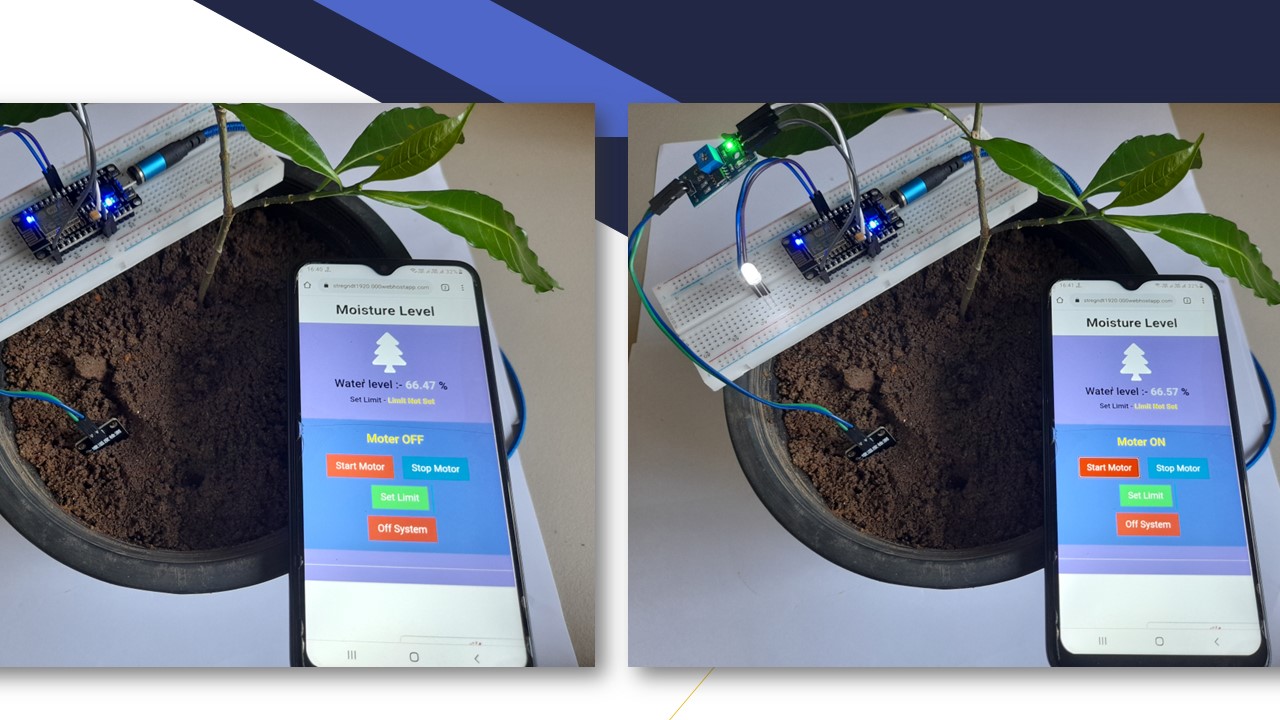 16:40
stregndt1920.000webhostapp.com
Moisture Level
Water level :- 66.47 %
Set Limit - Limit Not Set
Moter OFF
Start Motor
Stop Motor
Set Limit
Off System
16:41
stregndt1920.000webhostapp.com
Moisture Level
Water level :- 66.57 %
Set Limit - Limit Not Set
Moter ON
Start Motor
Stop Motor
Set Limit
Off System